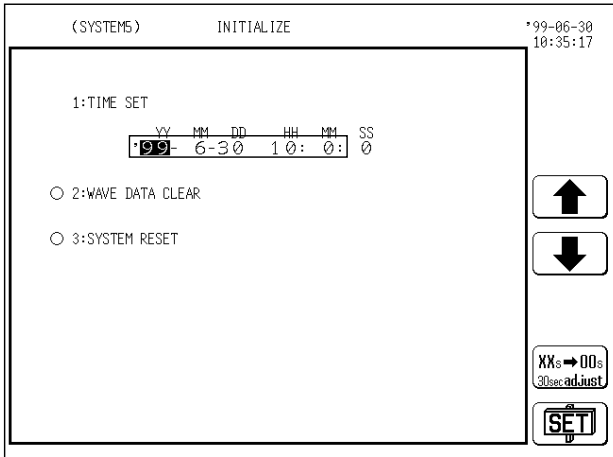 (SYSTEM5) INITIALIZE '99-06-30
10:35:17
1:TIME SET
YY MM DD HH MM SS
'99- 6-30 10: 0: 0
2:WAVE DATA CLEAR
3:SYSTEM RESET
XXs➡00s
30sec adjust
SET